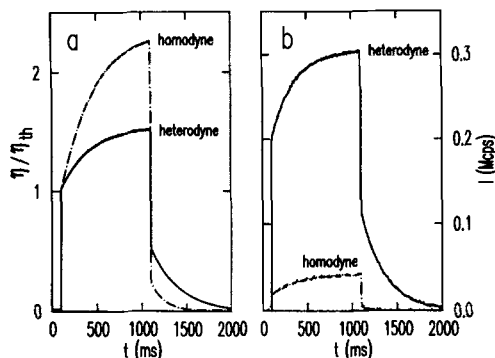 a
homodyne
heterodyne
η / ηth
2
1
0
0 500 1000 1500 2000
t (ms)
b
heterodyne
homodyne
0.3
0.2
0.1
0.0
I (Mcps)
0 500 1000 1500 2000
t (ms)